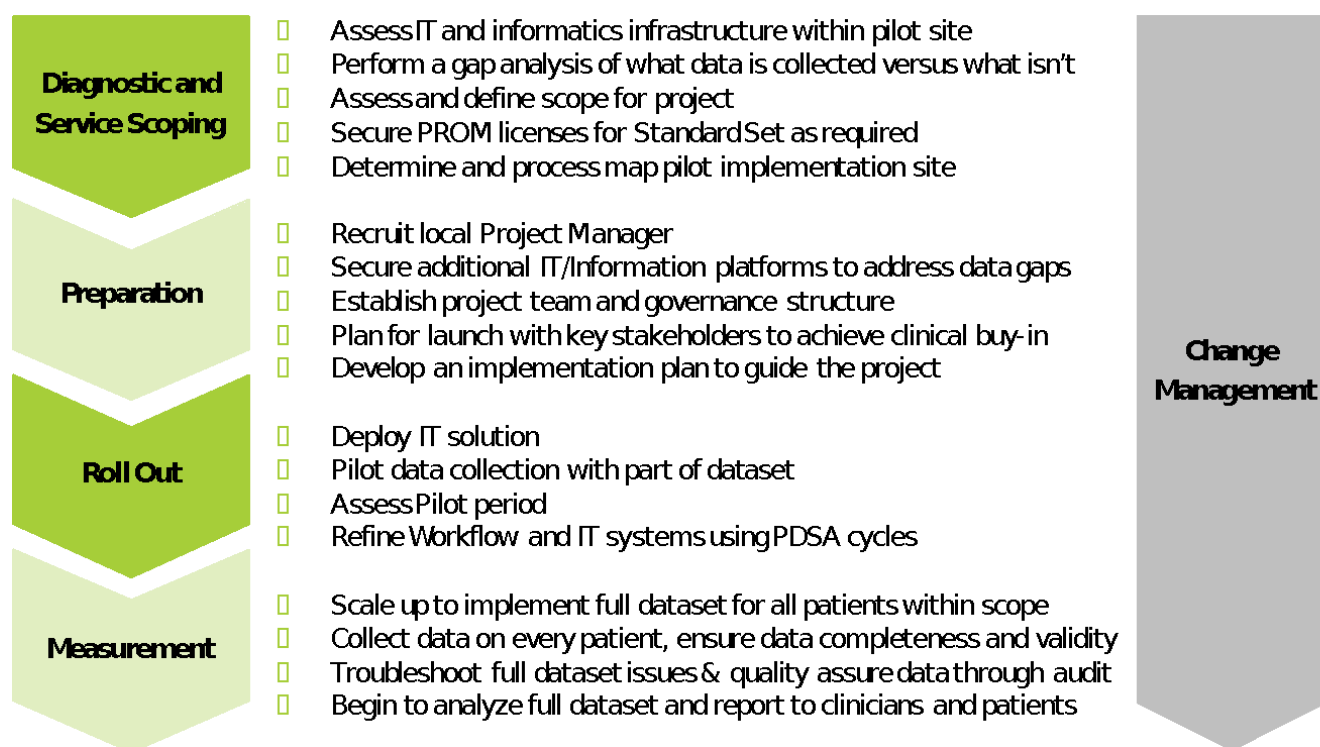 Diagnostic and
Service Scoping
Assess IT and informatics infrastructure within pilot site
Perform a gap analysis of what data is collected versus what isn't
Assess and define scope for project
Secure PROM licenses for Standard Set as required
Determine and process map pilot implementation site
Preparation
Recruit local Project Manager
Secure additional IT/Information platforms to address data gaps
Establish project team and governance structure
Plan for launch with key stakeholders to achieve clinical buy-in
Develop an implementation plan to guide the project
Roll Out
Deploy IT solution
Pilot data collection with part of dataset
Assess Pilot period
Refine Workflow and IT systems using PDSA cycles
Measurement
Scale up to implement full dataset for all patients within scope
Collect data on every patient, ensure data completeness and validity
Troubleshoot full dataset issues & quality assure data through audit
Begin to analyze full dataset and report to clinicians and patients
Change
Management